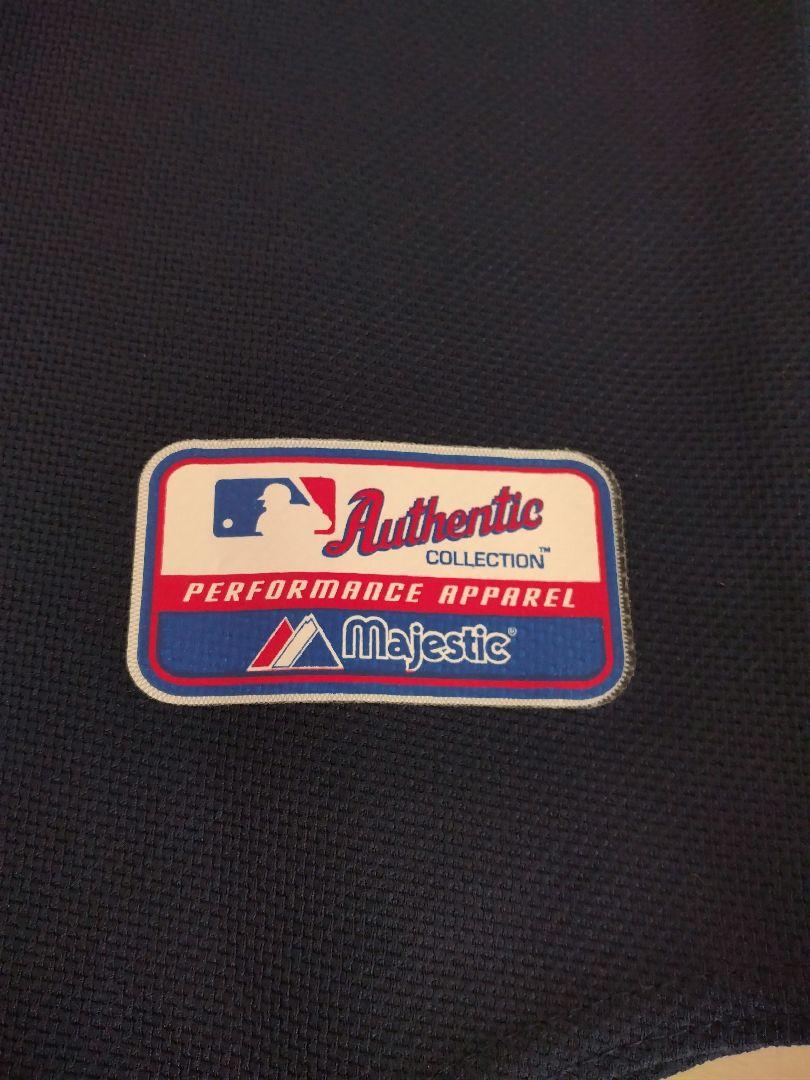 Authentic
COLLECTION™
PERFORMANCE APPAREL
Majestic®